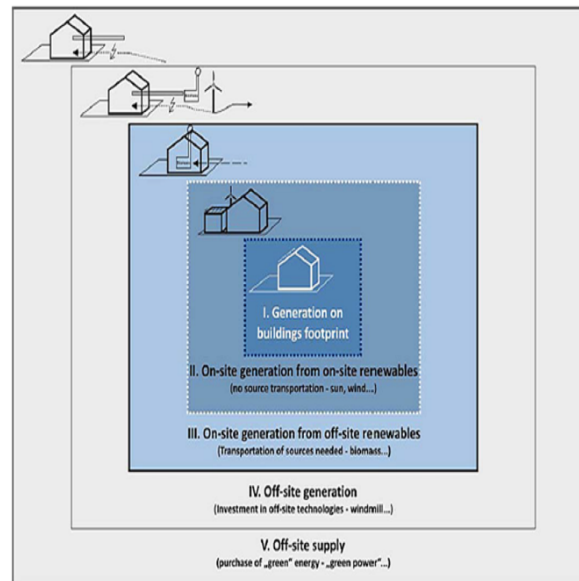 I. Generation on
buildings footprint
II. On-site generation from on-site renewables
(no source transportation - sun, wind...)
III. On-site generation from off-site renewables
(Transportation of sources needed - biomass...)
IV. Off-site generation
(Investment in off-site technologies - windmill...)
V. Off-site supply
(purchase of „green" energy - „green power"...)